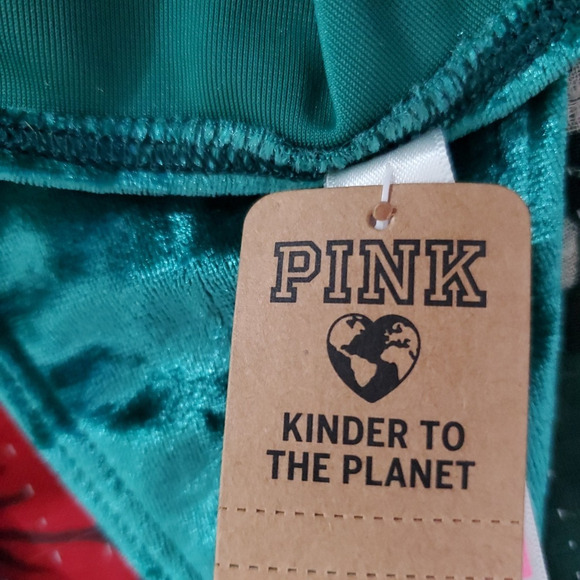 PINK
KINDER TO
THE PLANET